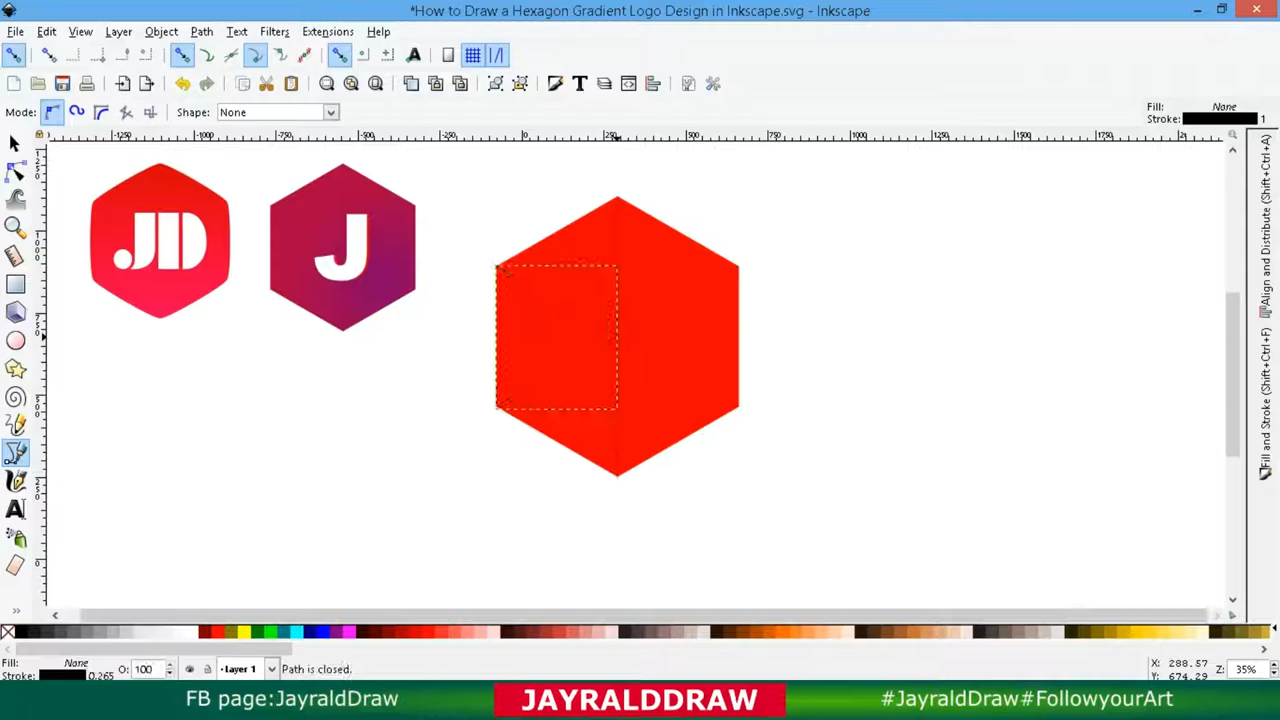 *How to Draw a Hexagon Gradient Logo Design in Inkscape.svg - Inkscape
File Edit View Layer Object Path Text Filters Extensions Help
Mode: Shape: None
Fill: None
Stroke: 1
JD
J
Align and Distribute (Shift+Ctrl+A)
Fill and Stroke (Shift+Ctrl+F)
Fill: None O: 100 Layer 1 Path is closed.
Stroke: 0.265
X: 288.57
Y: 674.29
Z: 35%
FB page:JayraldDraw JAYRALDDRAW #JayraldDraw#FollowyourArt